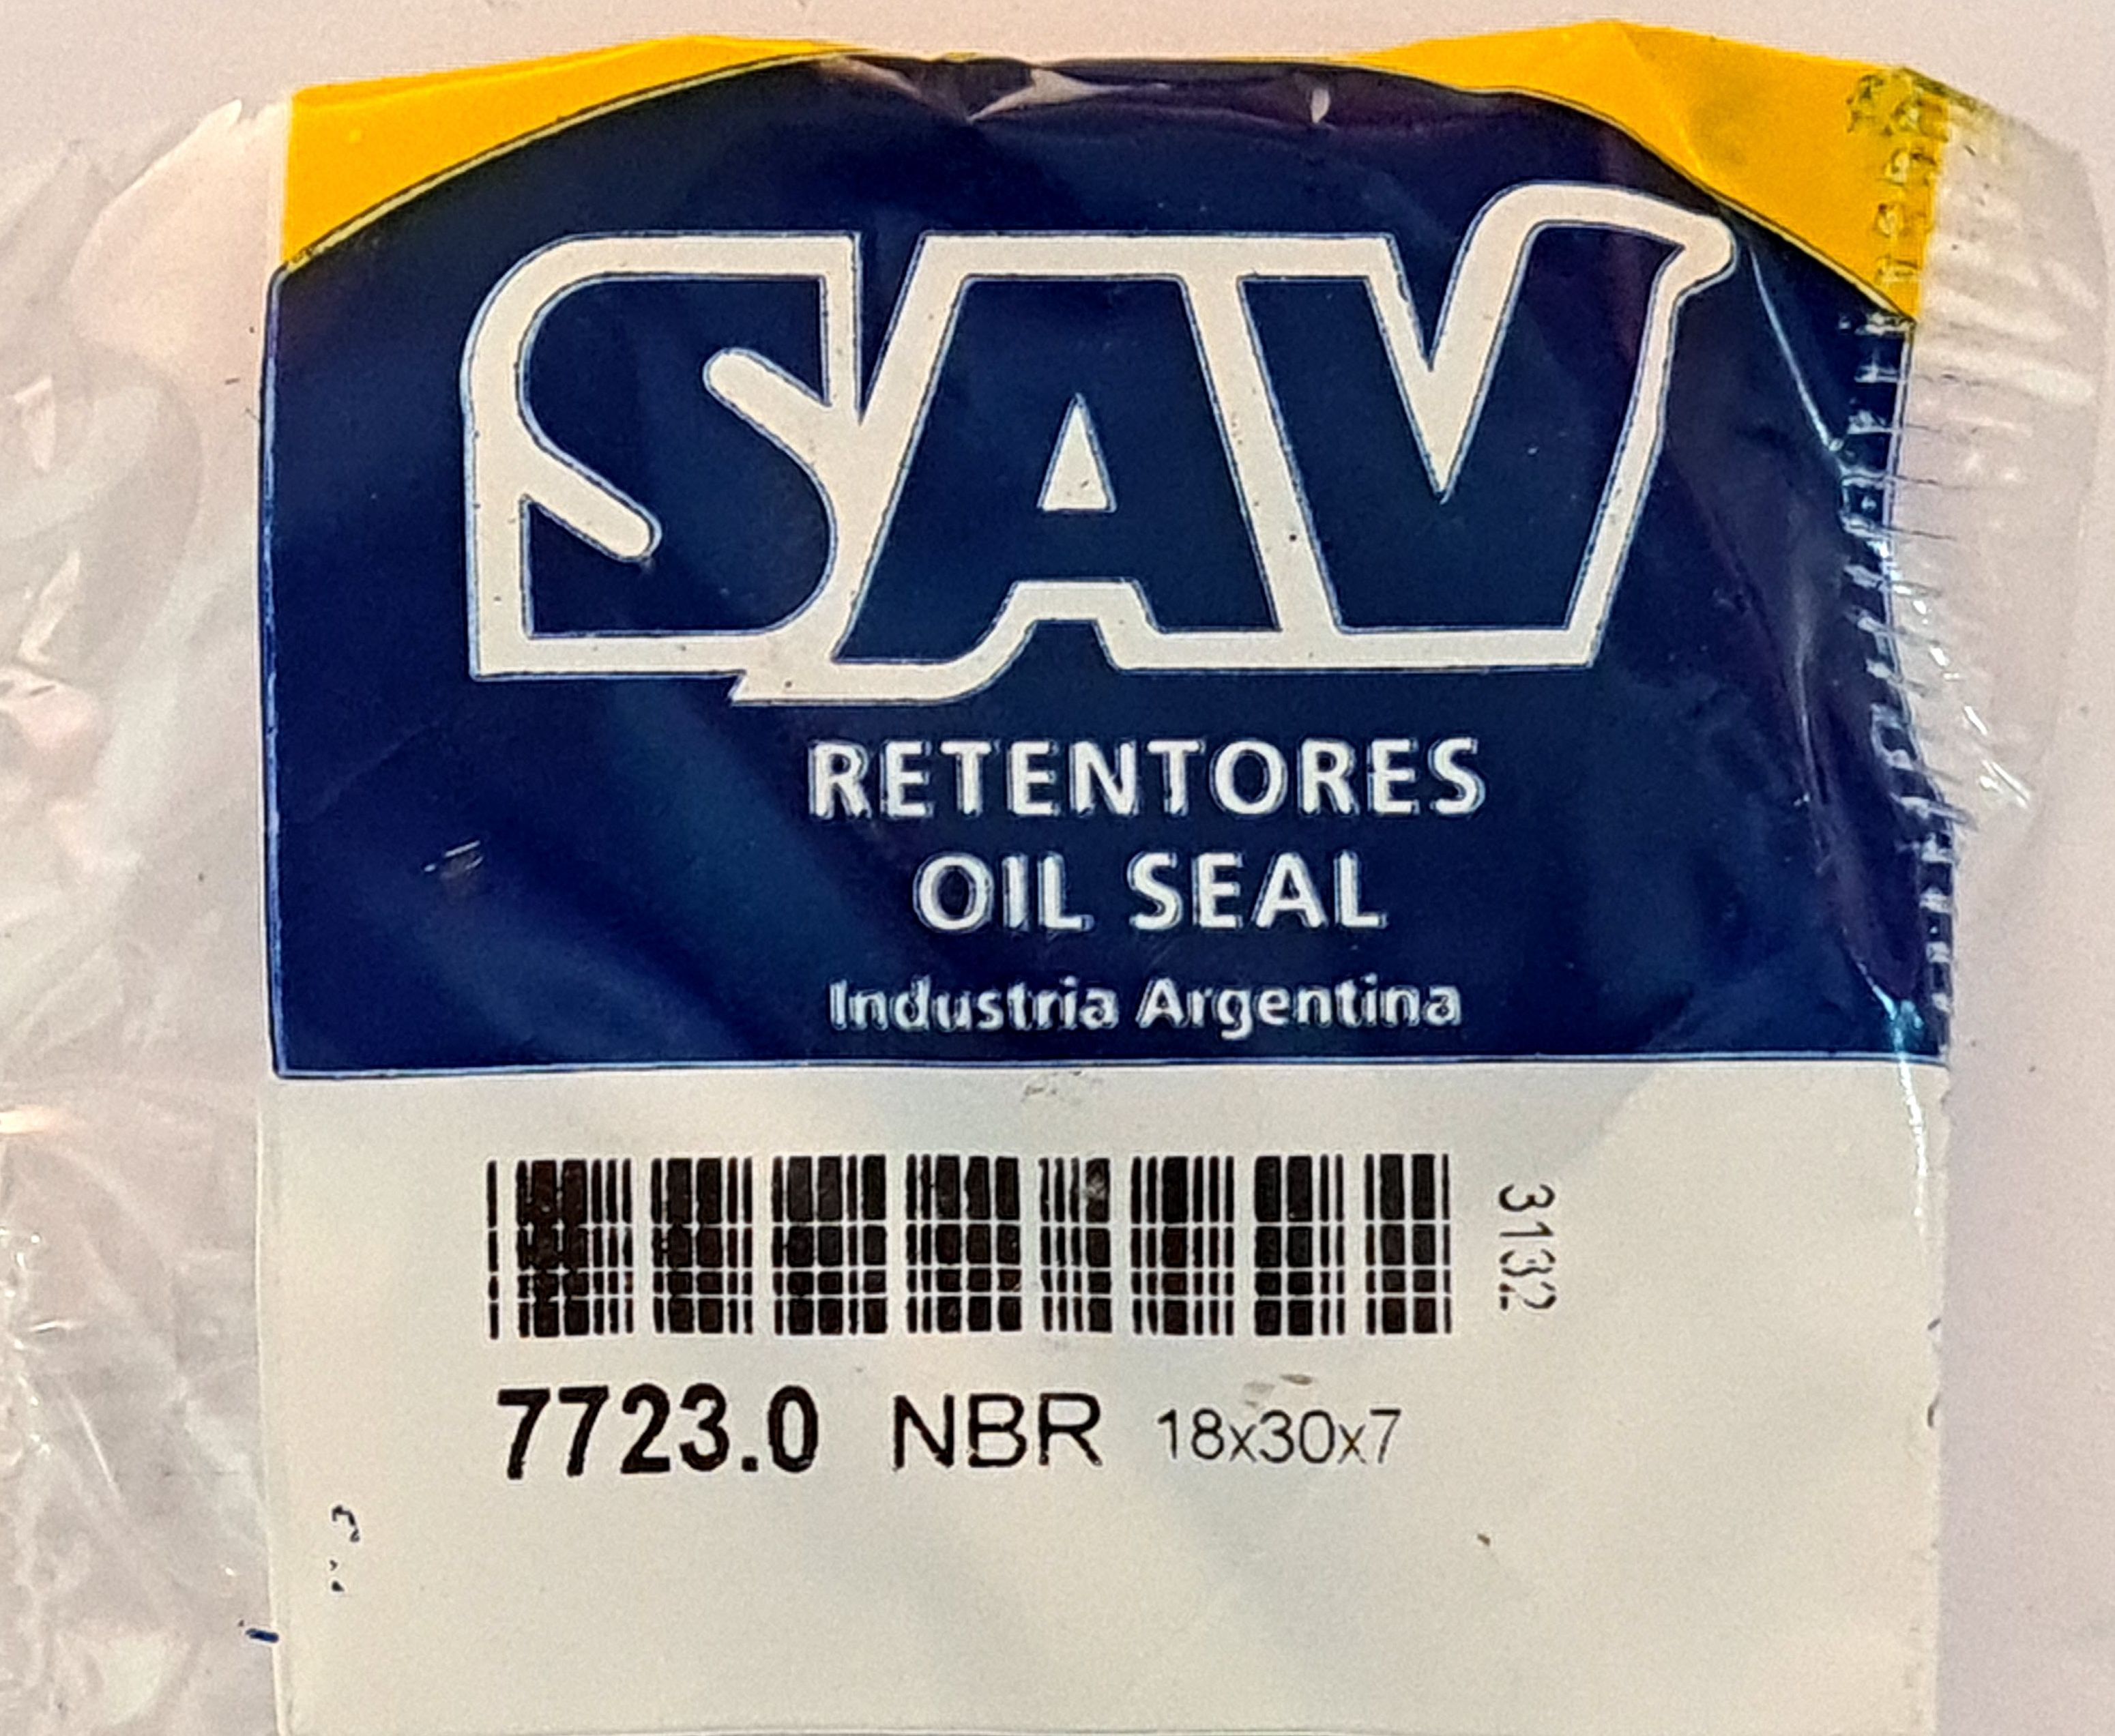 SAV
RETENTORES
OIL SEAL
Industria Argentina
3132
7723.0 NBR 18x30x7